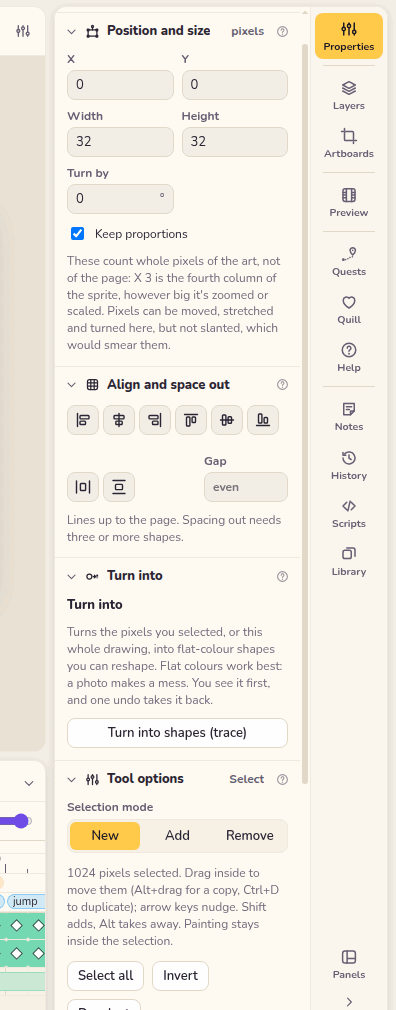 Position and size pixels
X Y
0 0
Width Height
32 32
Turn by
0 °
Keep proportions
These count whole pixels of the art, not
of the page: X 3 is the fourth column of
the sprite, however big it's zoomed or
scaled. Pixels can be moved, stretched
and turned here, but not slanted, which
would smear them.
Align and space out
Gap
even
Lines up to the page. Spacing out needs
three or more shapes.
Turn into
Turn into
Turns the pixels you selected, or this
whole drawing, into flat-colour shapes
you can reshape. Flat colours work best:
a photo makes a mess. You see it first,
and one undo takes it back.
Turn into shapes (trace)
Tool options Select
Selection mode
New Add Remove
1024 pixels selected. Drag inside to
move them (Alt+drag for a copy, Ctrl+D
to duplicate); arrow keys nudge. Shift
adds, Alt takes away. Painting stays
inside the selection.
Select all Invert
jump
Properties
Layers
Artboards
Preview
Quests
Quill
Help
Notes
History
Scripts
Library
Panels